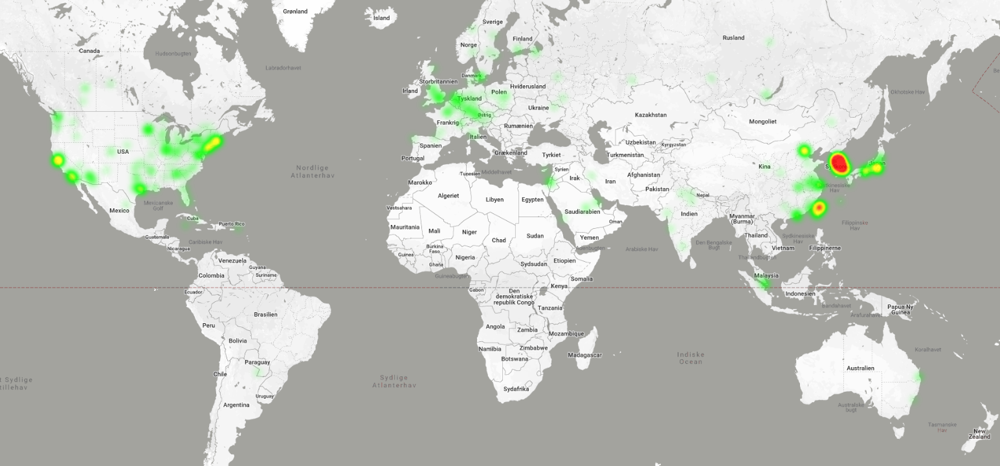 Grønland
Island
Sverige
Finland
Norge
Rusland
Canada
Hudsonbugten
Labradorhavet
Danmark
Storbritannien
Irland
Hviderusland
Polen
Tyskland
Ukraine
Østrig
Frankrig
Rumænien
Kazakhstan
Mongoliet
Okhotske Hav
Italien
Spanien
Portugal
Grækenland
Tyrkiet
Uzbekistan
Kirgyzstan
Turkmenistan
USA
Nordlige
Atlanterhav
Tunesien
Middelhavet
Syrien
Irak
Iran
Afghanistan
Pakistan
Kina
Japan
Marokko
Algeriet
Libyen
Egypten
Nepal
Mexico
Mexicanske
Golf
Cuba
Puerto Rico
Vestsahara
Saudiarabien
Oman
Indien
Myanmar
(Burma)
Filippinske
Hav
Mauritania
Mali
Niger
Chad
Sudan
Yemen
Thailand
Sydkinesiske
Hav
Vietnam
Filippinerne
Guatemala
Nicaragua
Caribiske Hav
Burkina
Faso
Guinea
Ghana
Nigeria
Sydsudan
Etiopien
Arabiske Hav
Den Bengalske
Bugt
Venezuela
Guyana
Suriname
Colombia
Guineabugten
Somalia
Malaysia
Ecuador
Gabon
Kenya
Den
demokratiske
republik Congo
Indonesien
Tanzania
Bandahavet
Arafurahavet
Papua Ny
Guinea
Brasilien
Peru
Angola
Zambia
Mozambique
Bolivia
Namibia
Zimbabwe
Botswana
Madagascar
Indiske
Ocean
Koralhavet
Paraguay
Chile
Sydlige
Atlanterhav
Australien
Sydafrika
Uruguay
Argentina
Australske
bugt
Tasmanske
Hav
New
Zealand